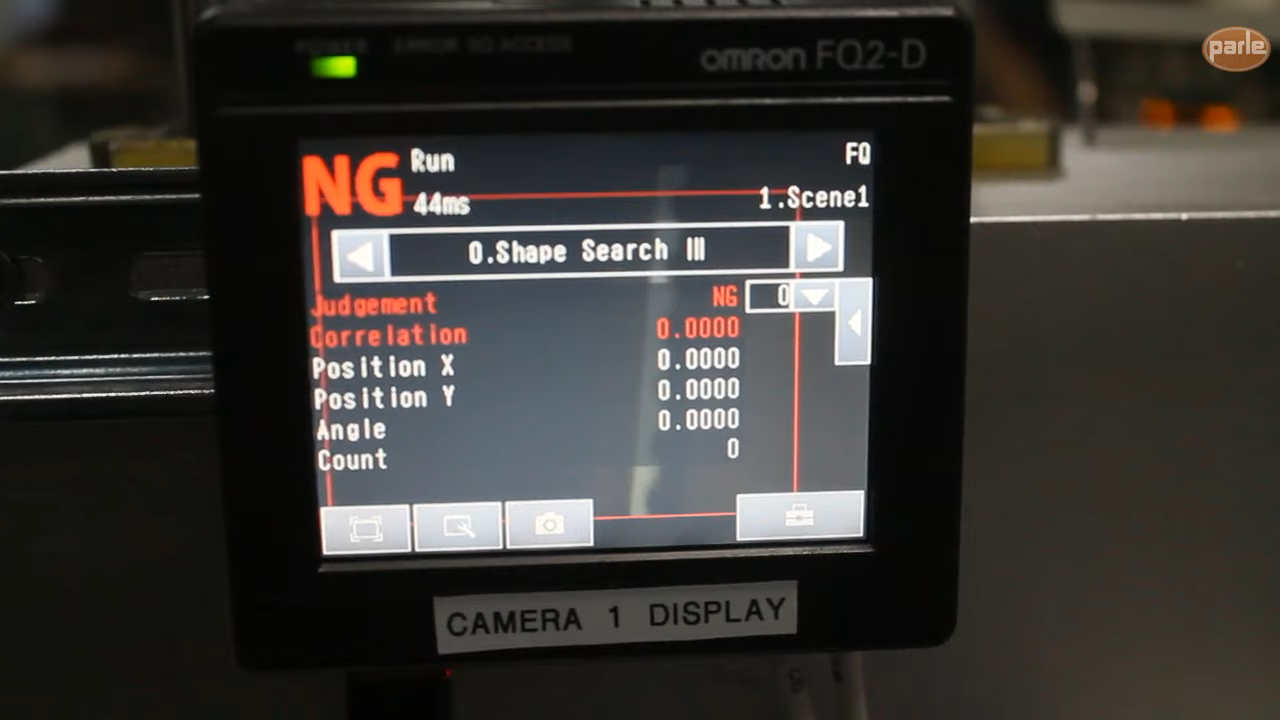 parle
POWER ERROR SD ACCESS
OMRON FQ2-D
NG Run FQ
44ms 1.Scene1
0.Shape Search III
Judgement NG 0
Correlation 0.0000
Position X 0.0000
Position Y 0.0000
Angle 0.0000
Count 0
CAMERA 1 DISPLAY